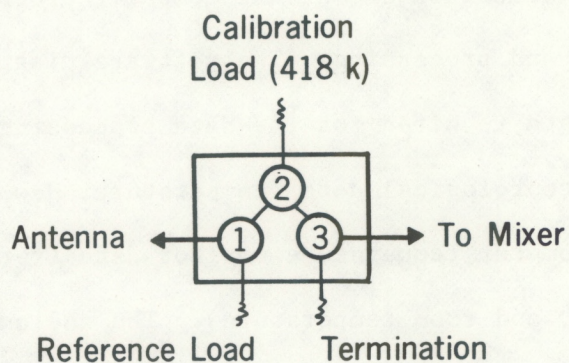 Calibration
Load (418 k)
2
Antenna
1
3
To Mixer
Reference Load
Termination